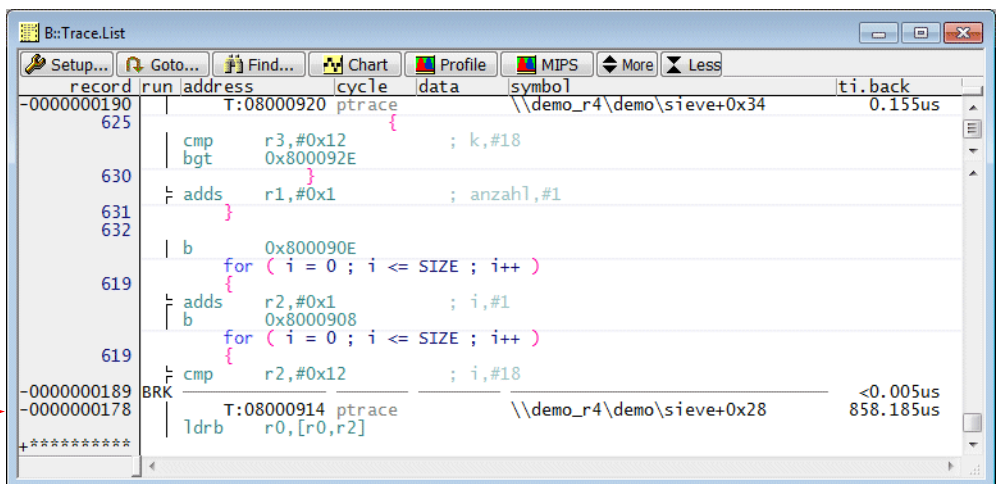 B::Trace.List
Setup... Goto... Find... Chart Profile MIPS More Less
record run address cycle data symbol ti.back
-0000000190 T:08000920 ptrace \\demo_r4\demo\sieve+0x34 0.155us
625 {
cmp r3,#0x12 ; k,#18
bgt 0x800092E
630 }
adds r1,#0x1 ; anzahl,#1
631 }
632
b 0x800090E
for ( i = 0 ; i <= SIZE ; i++ )
619 {
adds r2,#0x1 ; i,#1
b 0x8000908
for ( i = 0 ; i <= SIZE ; i++ )
619 {
cmp r2,#0x12 ; i,#18
-0000000189 BRK <0.005us
-0000000178 T:08000914 ptrace \\demo_r4\demo\sieve+0x28 858.185us
ldrb r0,[r0,r2]
+**********